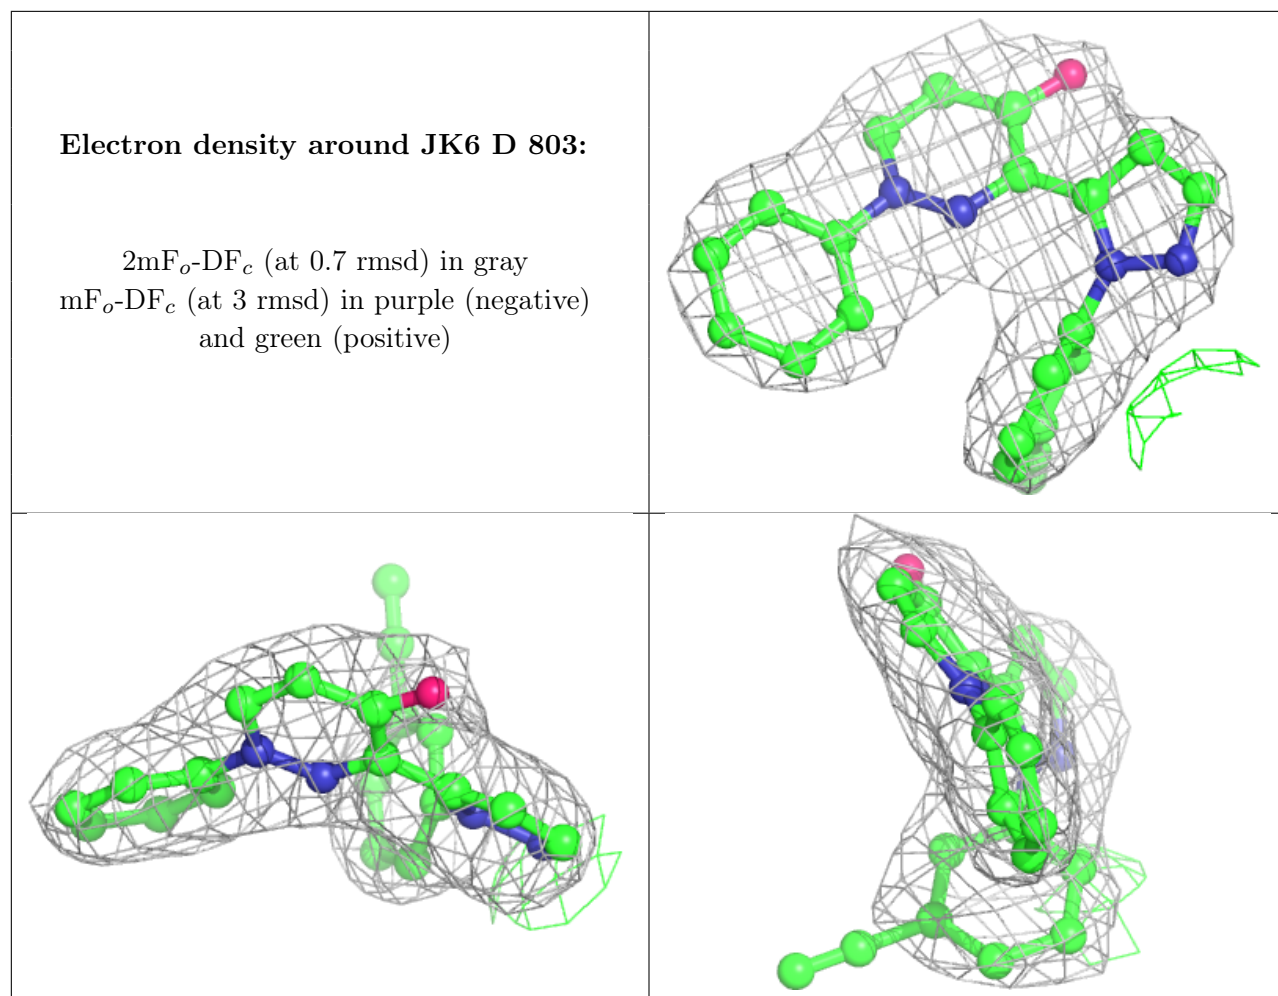 Electron density around JK6 D 803:
2mFo-DFc (at 0.7 rmsd) in gray
mFo-DFc (at 3 rmsd) in purple (negative)
and green (positive)